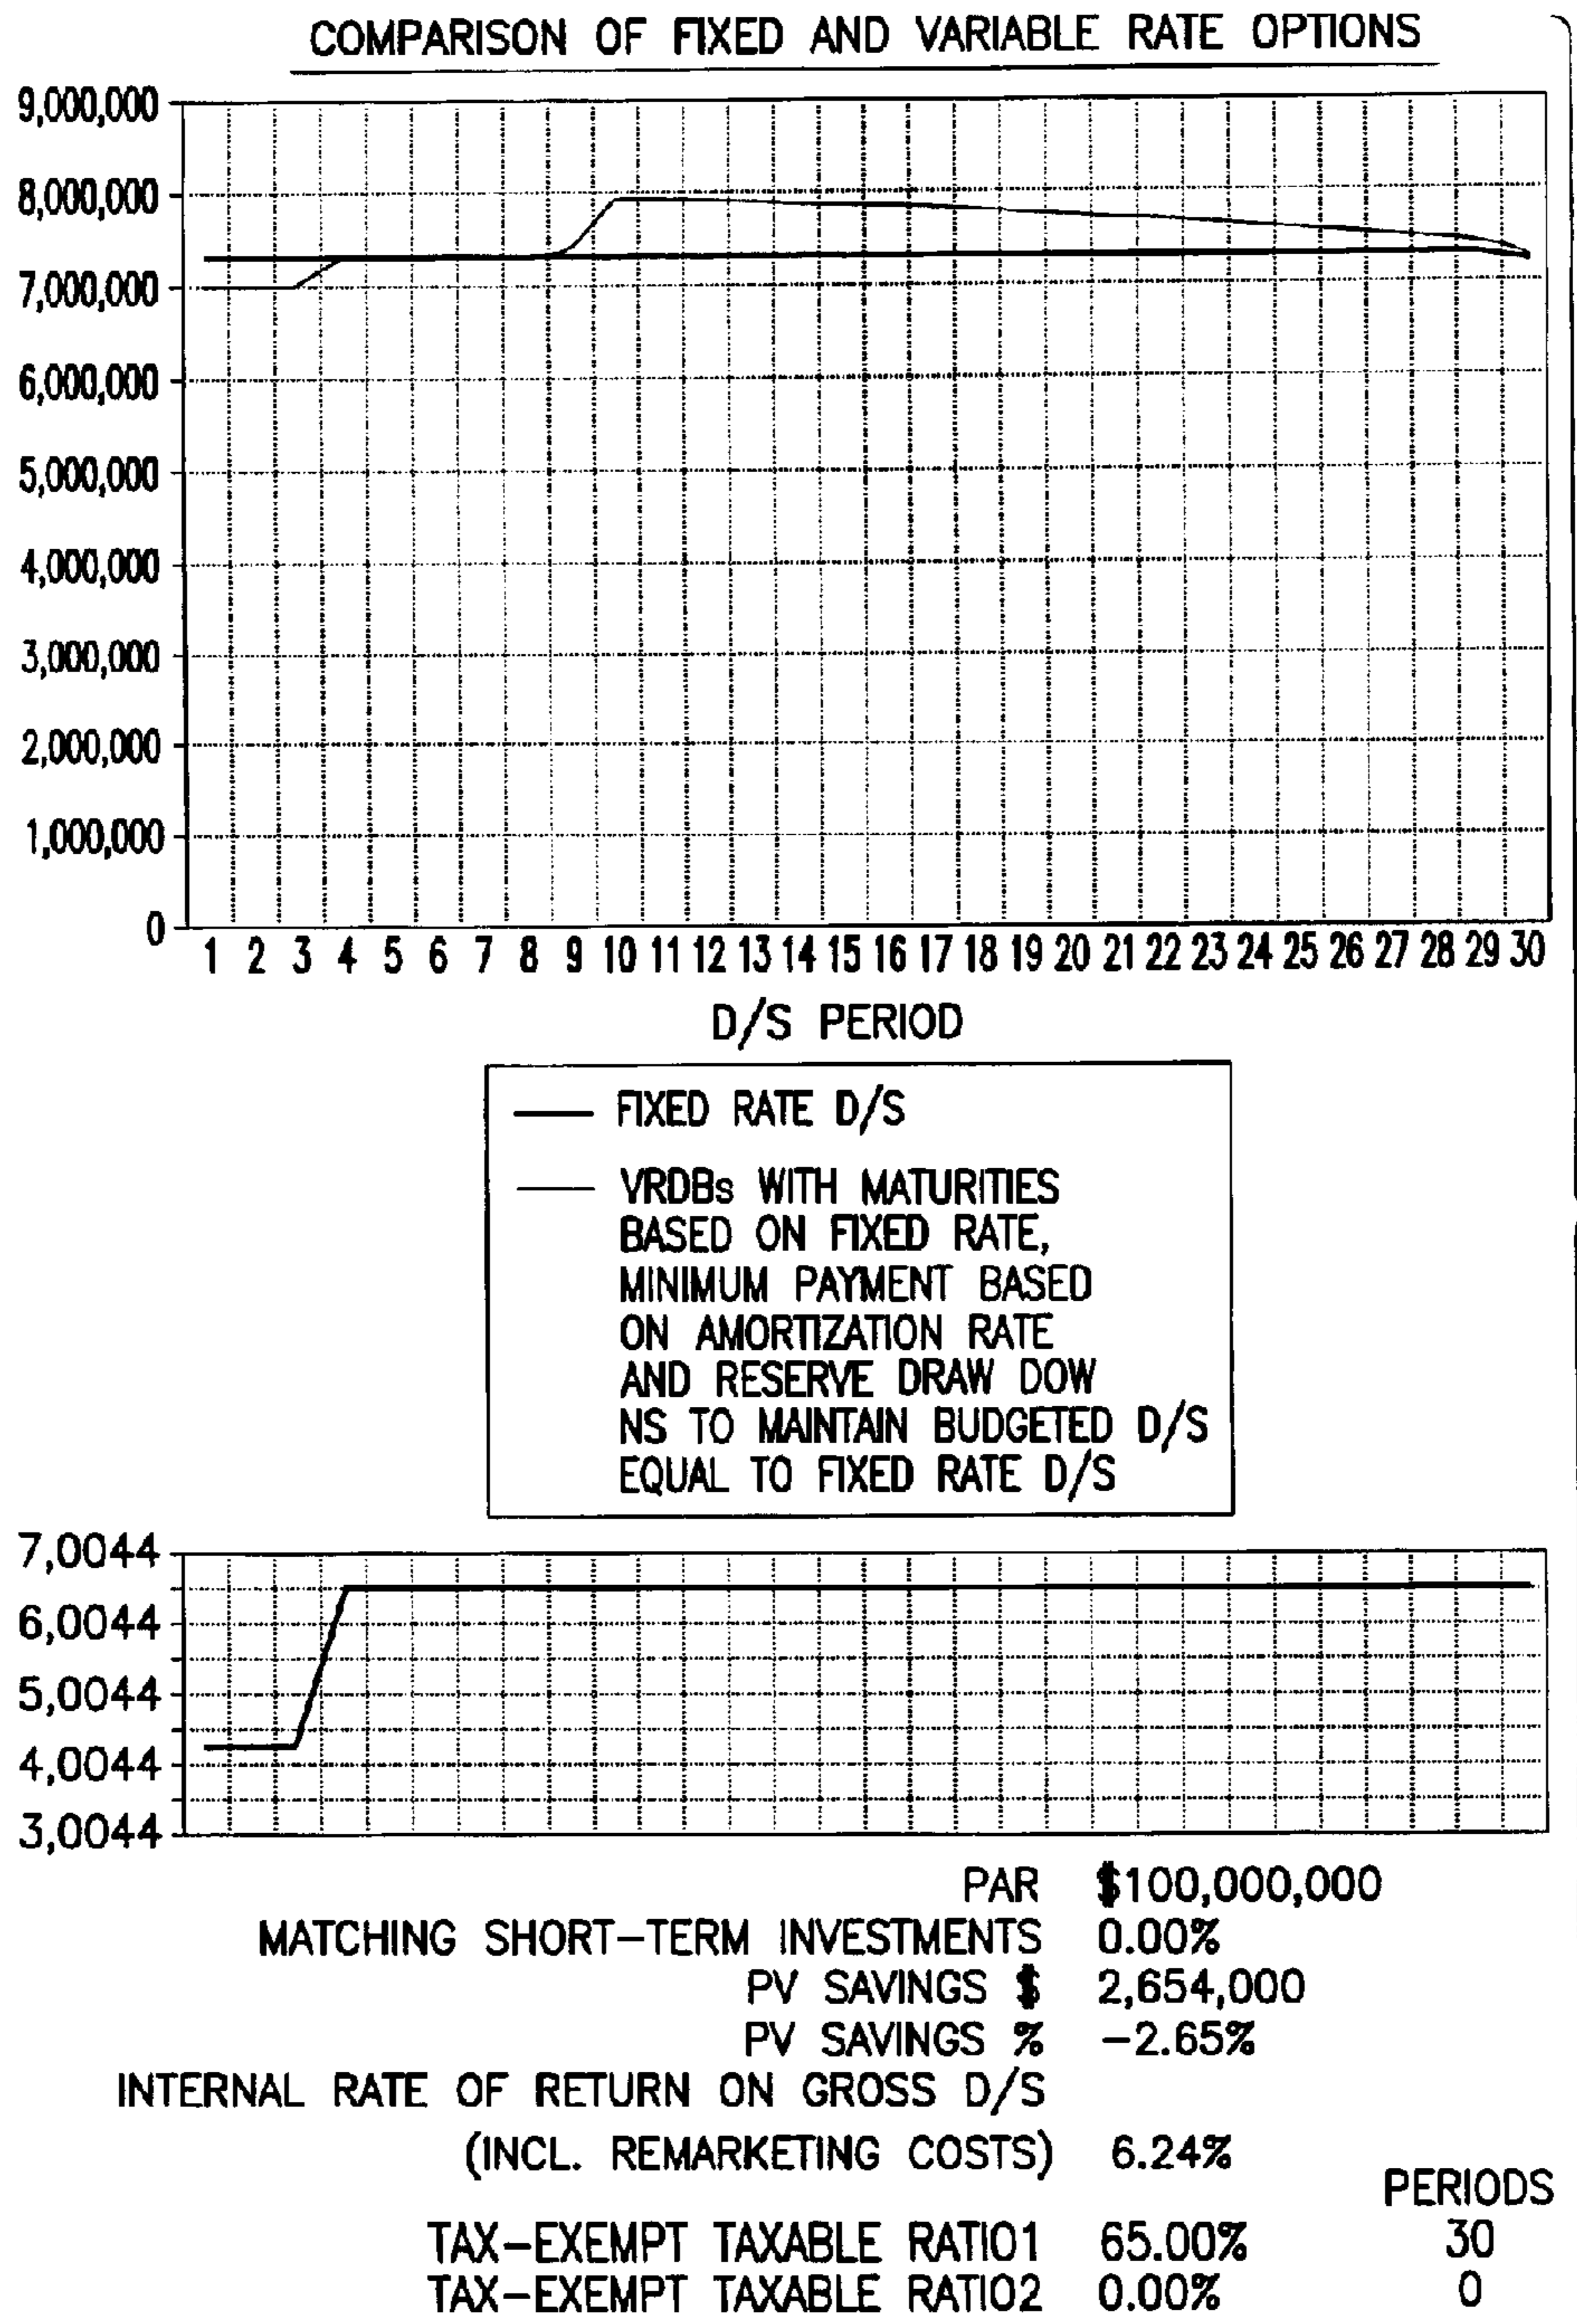 COMPARISON OF FIXED AND VARIABLE RATE OPTIONS
9,000,000
8,000,000
7,000,000
6,000,000
5,000,000
4,000,000
3,000,000
2,000,000
1,000,000
0
1 2 3 4 5 6 7 8 9 10 11 12 13 14 15 16 17 18 19 20 21 22 23 24 25 26 27 28 29 30
D/S PERIOD
FIXED RATE D/S
VRDBs WITH MATURITIES
BASED ON FIXED RATE,
MINIMUM PAYMENT BASED
ON AMORTIZATION RATE
AND RESERVE DRAW DOW
NS TO MAINTAIN BUDGETED D/S
EQUAL TO FIXED RATE D/S
7,0044
6,0044
5,0044
4,0044
3,0044
PAR $100,000,000
MATCHING SHORT-TERM INVESTMENTS 0.00%
PV SAVINGS $ 2,654,000
PV SAVINGS % -2.65%
INTERNAL RATE OF RETURN ON GROSS D/S
(INCL. REMARKETING COSTS) 6.24%
PERIODS
TAX-EXEMPT TAXABLE RATIO1 65.00% 30
TAX-EXEMPT TAXABLE RATIO2 0.00% 0